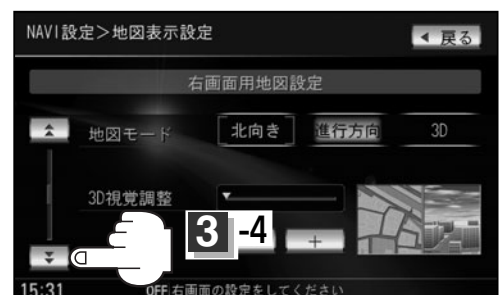 NAVI設定＞地図表示設定
◀ 戻る
右画面用地図設定
地図モード 北向き 進行方向 3D
3D視覚調整
3 -4 +
15:31 OFF 右画面の設定をしてください